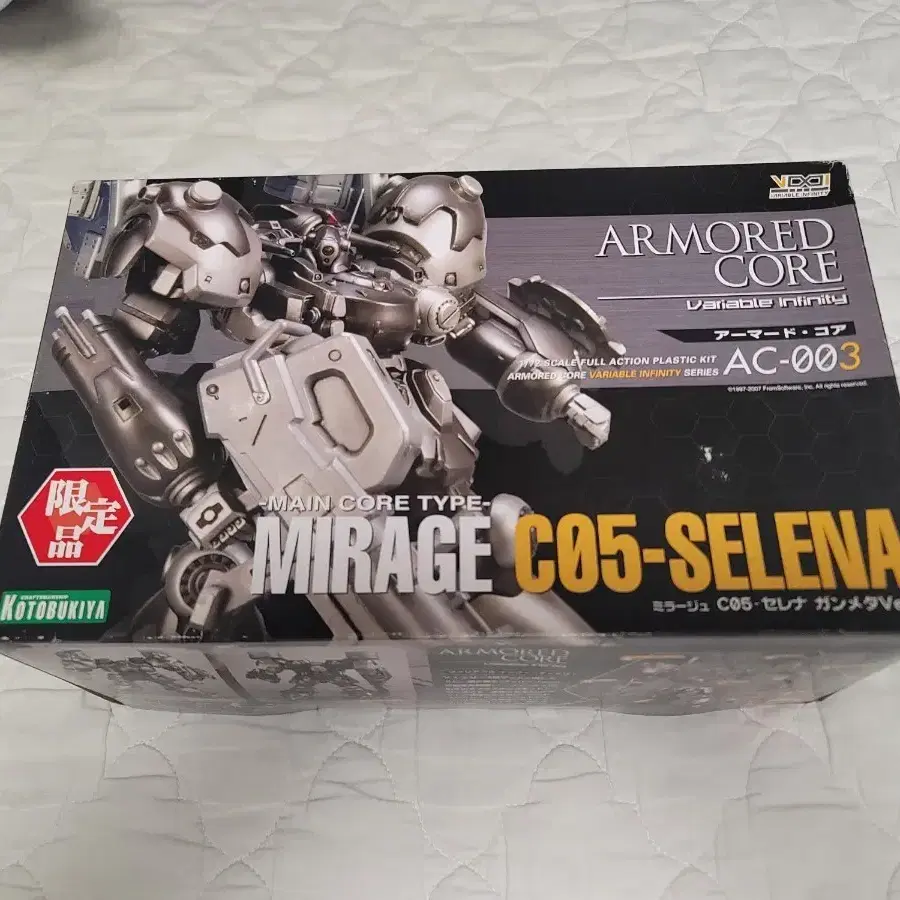 VI
VARIABLE INFINITY
ARMORED
CORE
Variable Infinity
アーマード・コア
1/72 SCALE FULL ACTION PLASTIC KIT
ARMORED CORE VARIABLE INFINITY SERIES
AC-003
©1997-2007 FromSoftware, Inc. All rights reserved.
限定品
-MAIN CORE TYPE-
MIRAGE C05-SELENA
ミラージュ C05-セレナ ガンメタVe
KOTOBUKIYA
ARMORED
CORE